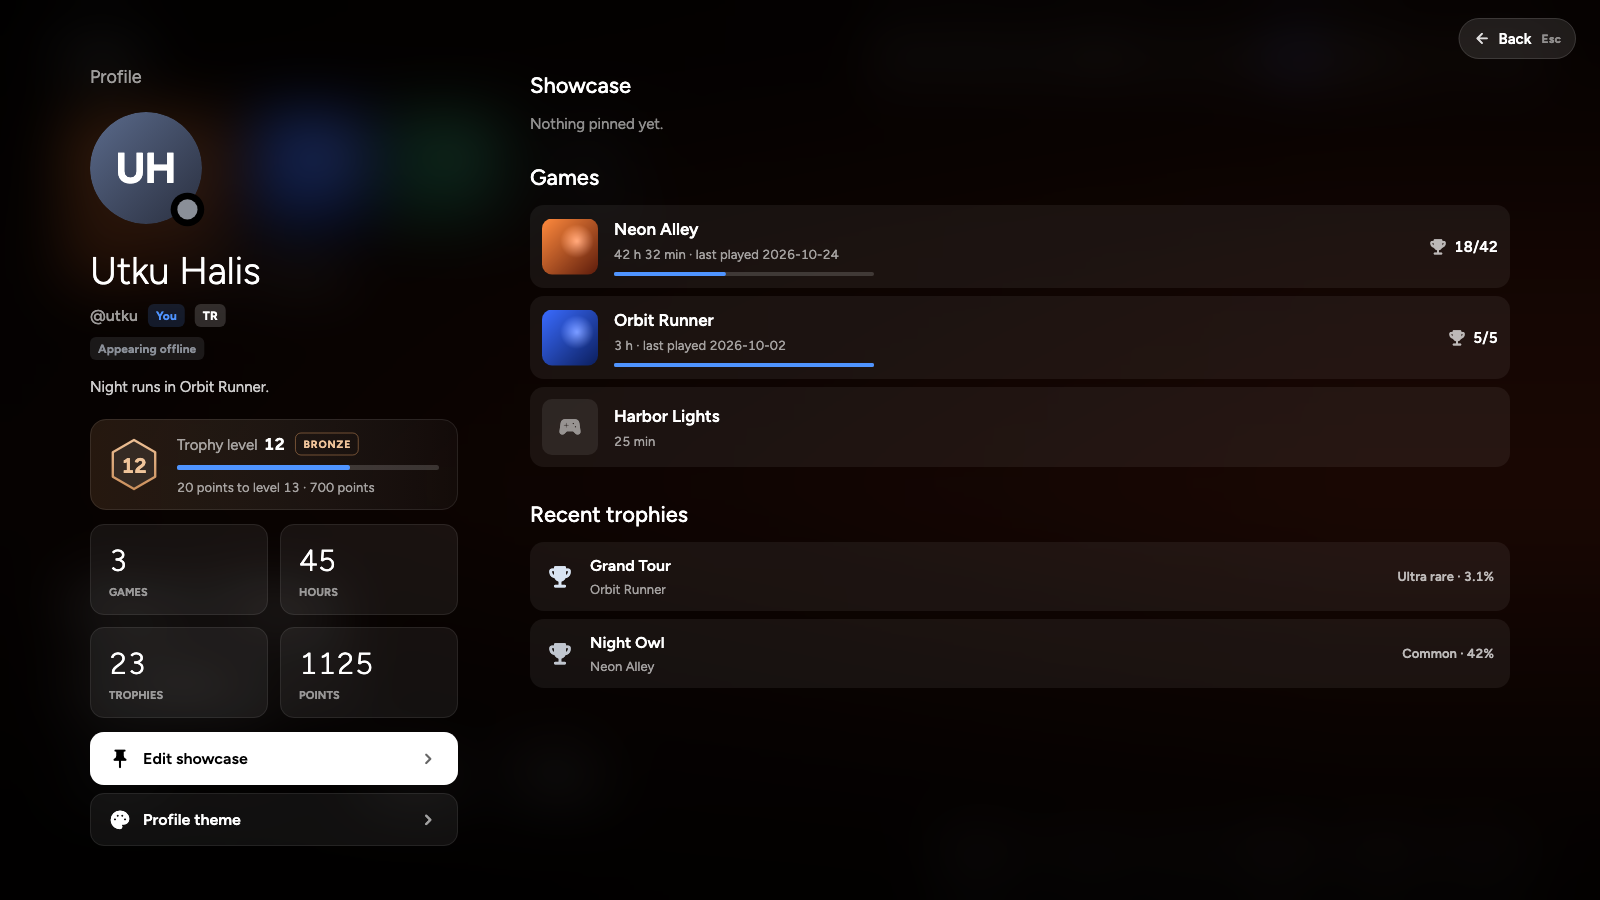 Back Esc
Profile
UH
Utku Halis
@utku You TR
Appearing offline
Night runs in Orbit Runner.
12
Trophy level 12 BRONZE
20 points to level 13 · 700 points
3
GAMES
45
HOURS
23
TROPHIES
1125
POINTS
Edit showcase
Profile theme
Showcase
Nothing pinned yet.
Games
Neon Alley
42 h 32 min · last played 2026-10-24
18/42
Orbit Runner
3 h · last played 2026-10-02
5/5
Harbor Lights
25 min
Recent trophies
Grand Tour
Orbit Runner
Ultra rare · 3.1%
Night Owl
Neon Alley
Common · 42%